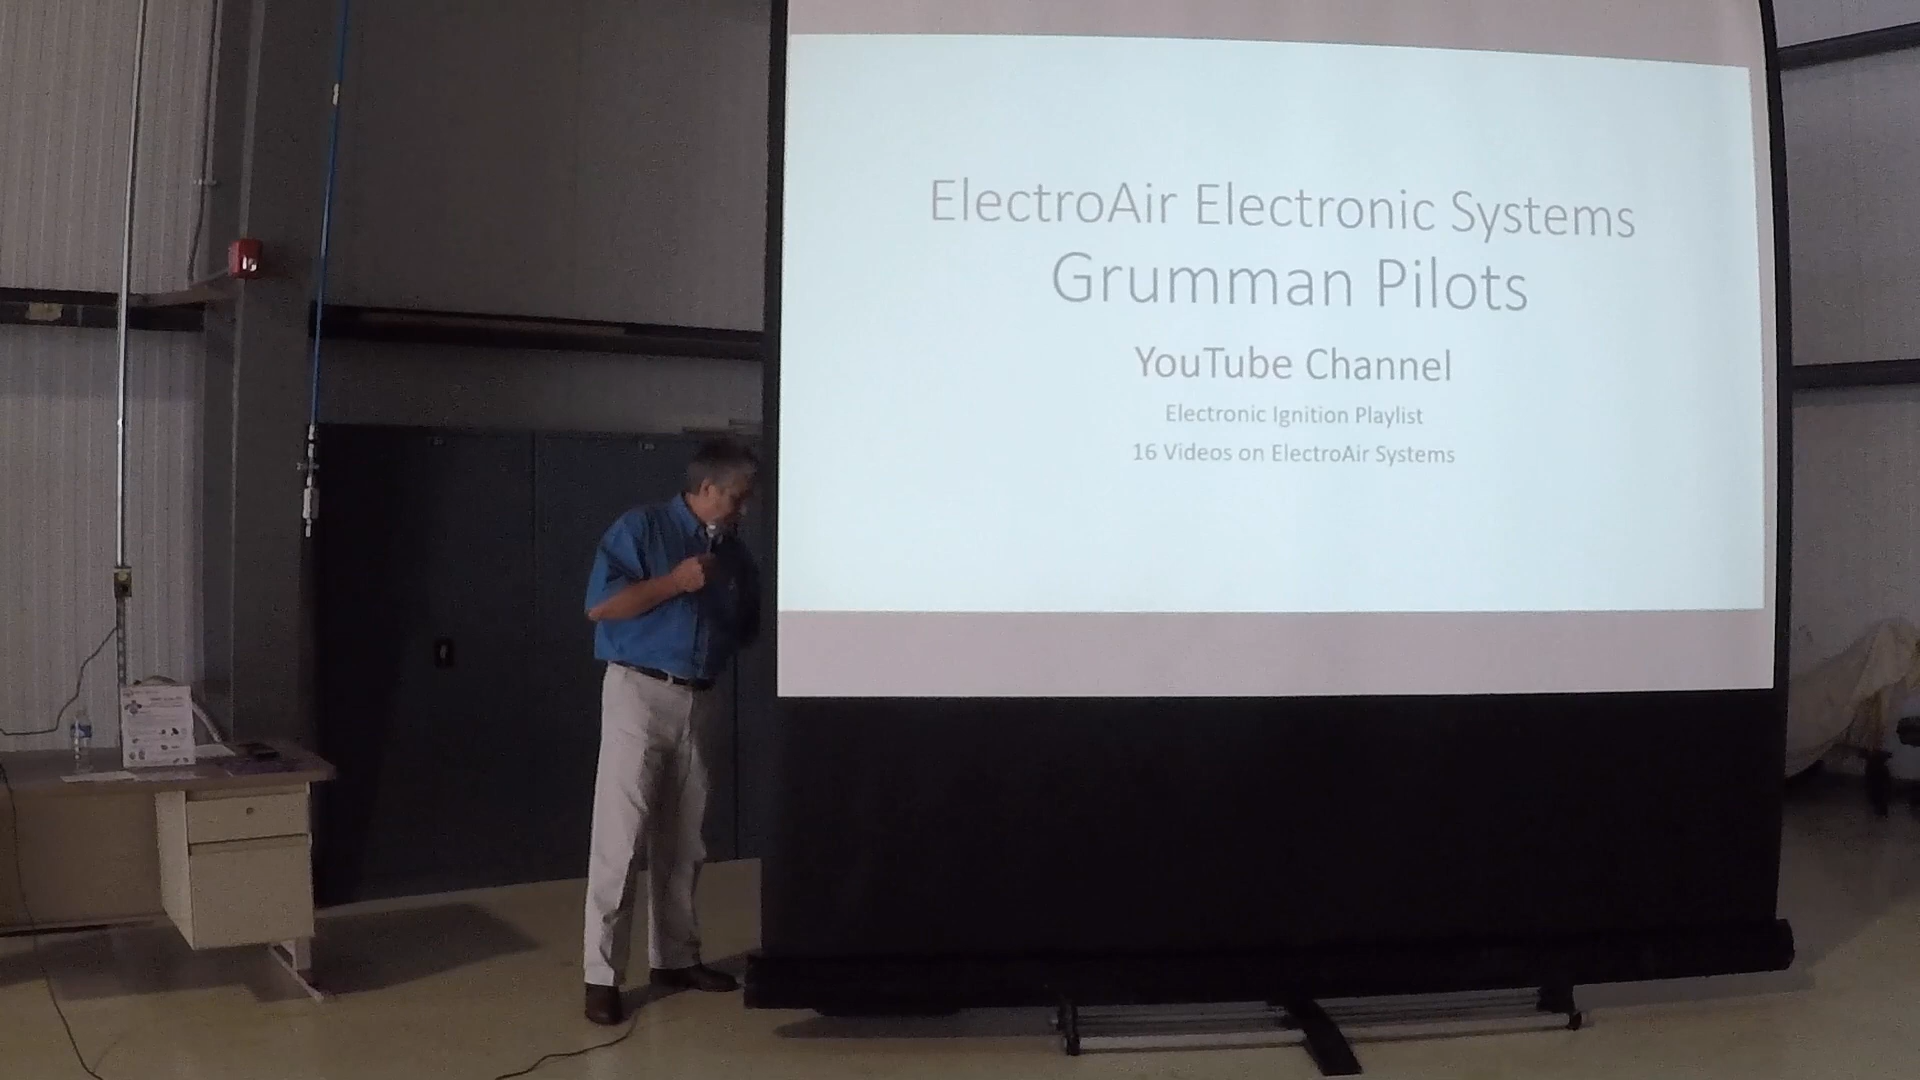 ElectroAir Electronic Systems
Grumman Pilots
YouTube Channel
Electronic Ignition Playlist
16 Videos on ElectroAir Systems